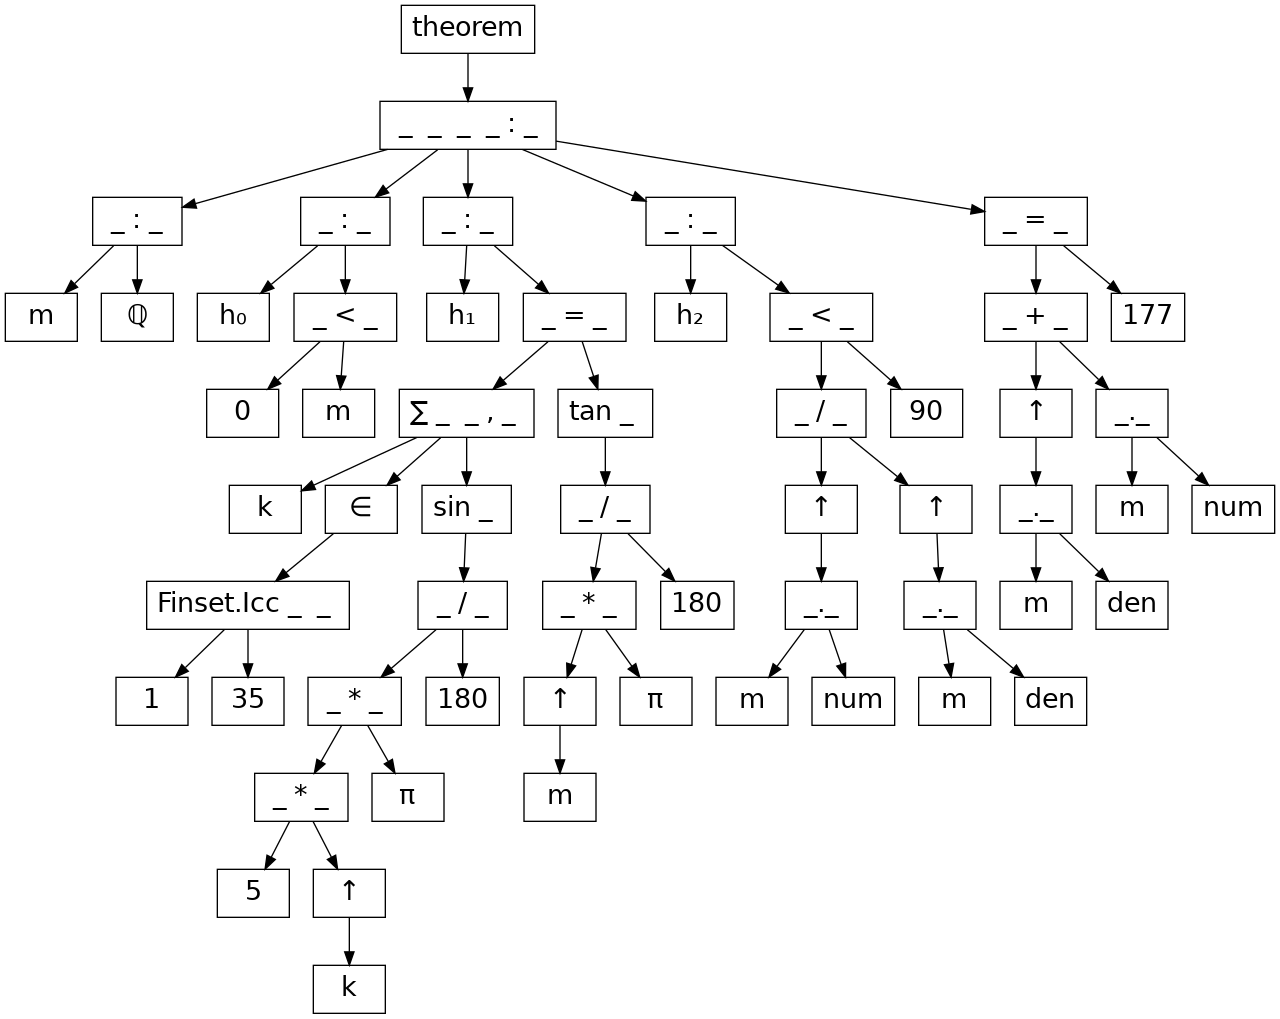 theorem
_ _ _ _ : _
_ : _ _ : _ _ : _ _ : _ _ = _
m ℚ h₀ _ < _ h₁ _ = _ h₂ _ < _ _ + _ 177
0 m ∑ _ _ , _ tan _ _ / _ 90 ↑ _._
k ∈ sin _ _ / _ ↑ ↑ _._ m num
Finset.Icc _ _ _ / _ _ * _ 180 _._ _._ m den
1 35 _ * _ 180 ↑ π m num m den
_ * _ π m
5 ↑
k